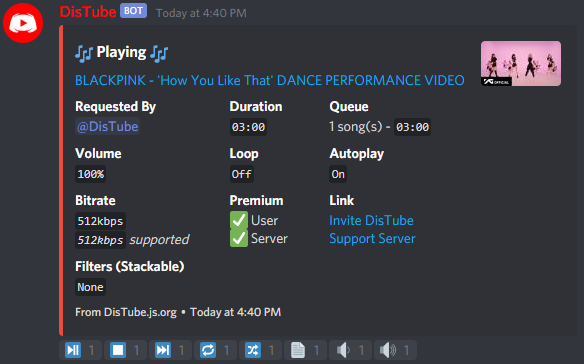 DisTube BOT Today at 4:40 PM
🎶 Playing 🎶
BLACKPINK - 'How You Like That' DANCE PERFORMANCE VIDEO
YG OFFICIAL
Requested By Duration Queue
@DisTube 03:00 1 song(s) - 03:00
Volume Loop Autoplay
100% Off On
Bitrate Premium Link
512kbps ✅ User Invite DisTube
512kbps supported ✅ Server Support Server
Filters (Stackable)
None
From DisTube.js.org • Today at 4:40 PM
⏯ 1 ⏹ 1 ⏭ 1 🔁 1 🔀 1 📄 1 🔈 1 🔊 1